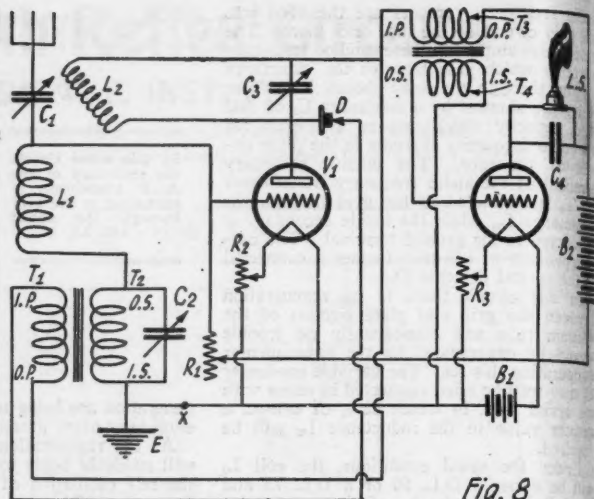 I.P.
O.P.
T3
O.S.
I.S.
T4
L.S.
C1
L2
C3
D
V1
C4
L1
R2
R3
B2
T1
T2
I.P.
O.S.
C2
O.P.
I.S.
R1
X
B1
E
Fig. 8